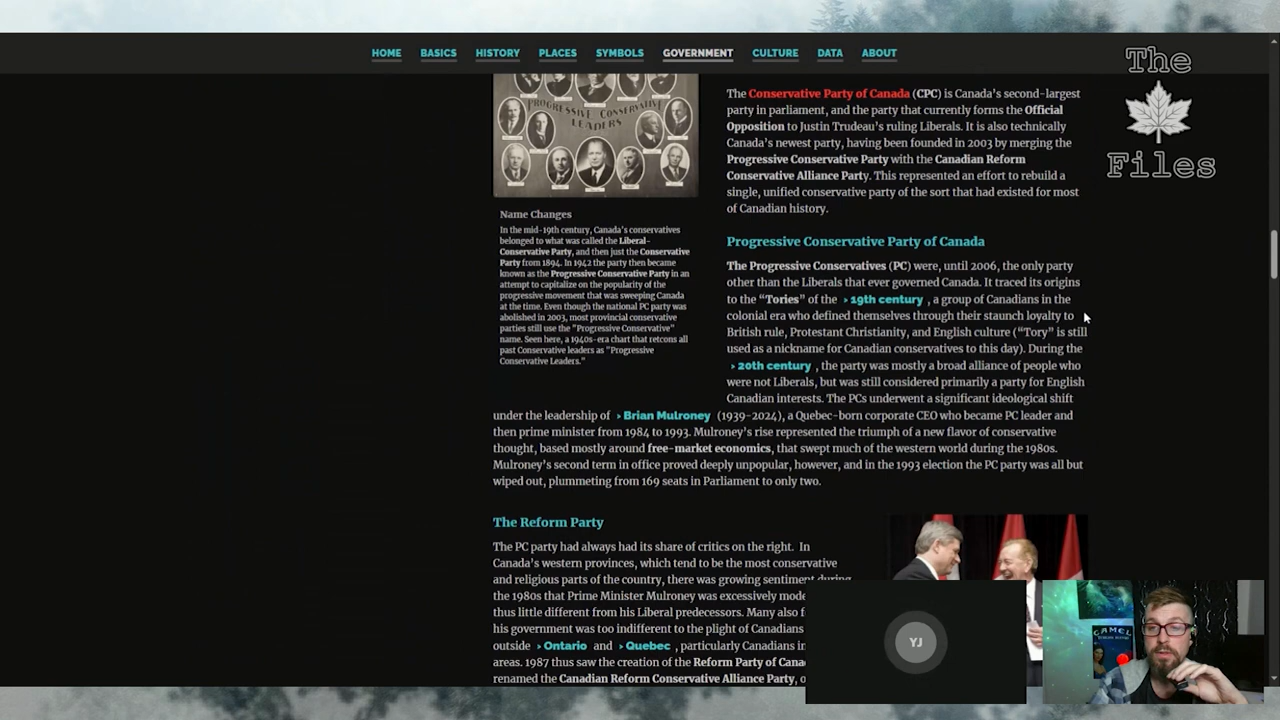 HOME BASICS HISTORY PLACES SYMBOLS GOVERNMENT CULTURE DATA ABOUT
The
Files
PROGRESSIVE CONSERVATIVE
LEADERS
Name Changes
In the mid-19th century, Canada's conservatives
belonged to what was called the Liberal-
Conservative Party, and then just the Conservative
Party from 1894. In 1942 the party then became
known as the Progressive Conservative Party in an
attempt to capitalize on the popularity of the
progressive movement that was sweeping Canada
at the time. Even though the national PC party was
abolished in 2003, most provincial conservative
parties still use the "Progressive Conservative"
name. Seen here, a 1940s-era chart that retcons all
past Conservative leaders as "Progressive
Conservative Leaders."
The Conservative Party of Canada (CPC) is Canada's second-largest
party in parliament, and the party that currently forms the Official
Opposition to Justin Trudeau's ruling Liberals. It is also technically
Canada's newest party, having been founded in 2003 by merging the
Progressive Conservative Party with the Canadian Reform
Conservative Alliance Party. This represented an effort to rebuild a
single, unified conservative party of the sort that had existed for most
of Canadian history.
Progressive Conservative Party of Canada
The Progressive Conservatives (PC) were, until 2006, the only party
other than the Liberals that ever governed Canada. It traced its origins
to the “Tories” of the › 19th century , a group of Canadians in the
colonial era who defined themselves through their staunch loyalty to
British rule, Protestant Christianity, and English culture (“Tory” is still
used as a nickname for Canadian conservatives to this day). During the
› 20th century , the party was mostly a broad alliance of people who
were not Liberals, but was still considered primarily a party for English
Canadian interests. The PCs underwent a significant ideological shift
under the leadership of › Brian Mulroney (1939-2024), a Quebec-born corporate CEO who became PC leader and
then prime minister from 1984 to 1993. Mulroney's rise represented the triumph of a new flavor of conservative
thought, based mostly around free-market economics, that swept much of the western world during the 1980s.
Mulroney's second term in office proved deeply unpopular, however, and in the 1993 election the PC party was all but
wiped out, plummeting from 169 seats in Parliament to only two.
The Reform Party
The PC party had always had its share of critics on the right. In
Canada's western provinces, which tend to be the most conservative
and religious parts of the country, there was growing sentiment during
the 1980s that Prime Minister Mulroney was excessively mode
thus little different from his Liberal predecessors. Many also f
his government was too indifferent to the plight of Canadians
outside › Ontario and › Quebec , particularly Canadians in
areas. 1987 thus saw the creation of the Reform Party of Cana
renamed the Canadian Reform Conservative Alliance Party, o
YJ
CAMEL